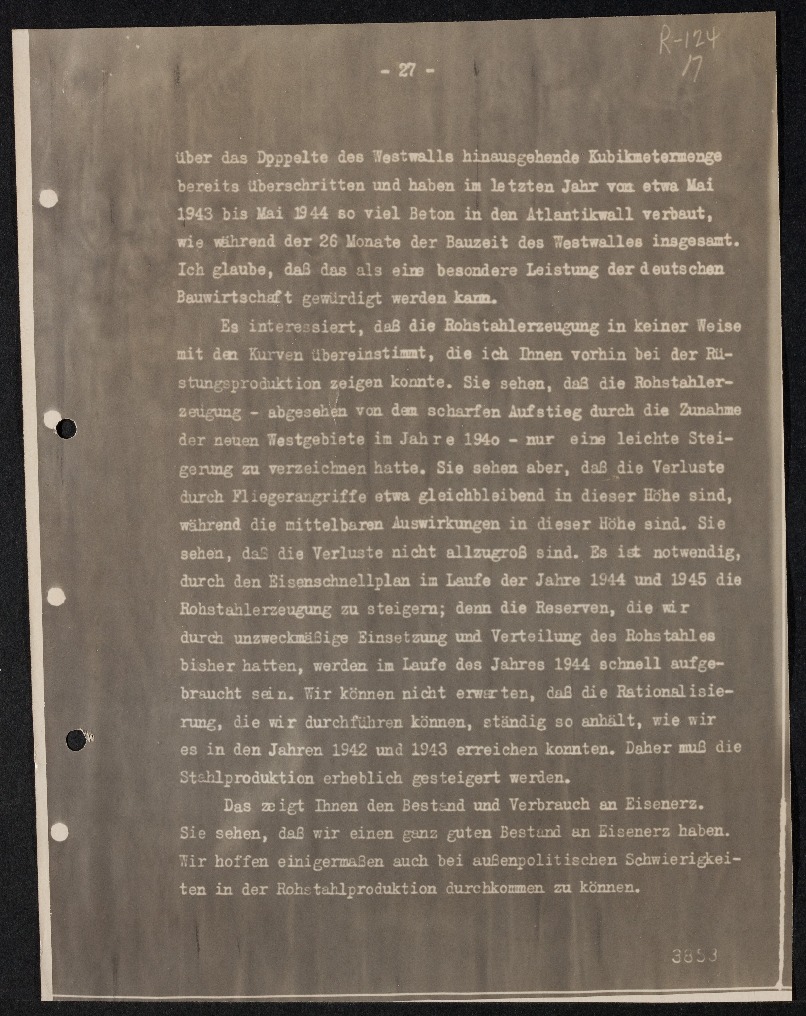 R-124
17
- 27 -
über das Dppppelte des Westwalls hinausgehende Kubikmetermenge
bereits überschritten und haben im letzten Jahr von etwa Mai
1943 bis Mai 1944 so viel Beton in den Atlantikwall verbaut,
wie während der 26 Monate der Bauzeit des Westwalles insgesamt.
Ich glaube, daß das als eine besondere Leistung der deutschen
Bauwirtschaft gewürdigt werden kann.
Es interessiert, daß die Rohstahlerzeugung in keiner Weise
mit den Kurven übereinstimmt, die ich Ihnen vorhin bei der Rü-
stungsproduktion zeigen konnte. Sie sehen, daß die Rohstahler-
zeugung - abgesehen von dem scharfen Aufstieg durch die Zunahme
der neuen Westgebiete im Jahre 194o - nur eine leichte Stei-
gerung zu verzeichnen hatte. Sie sehen aber, daß die Verluste
durch Fliegerangriffe etwa gleichbleibend in dieser Höhe sind,
während die mittelbaren Auswirkungen in dieser Höhe sind. Sie
sehen, daß die Verluste nicht allzugroß sind. Es ist notwendig,
durch den Eisenschnellplan im Laufe der Jahre 1944 und 1945 die
Rohstahlerzeugung zu steigern; denn die Reserven, die wir
durch unzweckmäßige Einsetzung und Verteilung des Rohstahles
bisher hatten, werden im Laufe des Jahres 1944 schnell aufge-
braucht sein. Wir können nicht erwarten, daß die Rationalisie-
rung, die wir durchführen können, ständig so anhält, wie wir
es in den Jahren 1942 und 1943 erreichen konnten. Daher muß die
Stahlproduktion erheblich gesteigert werden.
Das zeigt Ihnen den Bestand und Verbrauch an Eisenerz.
Sie sehen, daß wir einen ganz guten Bestand an Eisenerz haben.
Wir hoffen einigermaßen auch bei außenpolitischen Schwierigkei-
ten in der Rohstahlproduktion durchkommen zu können.
3853